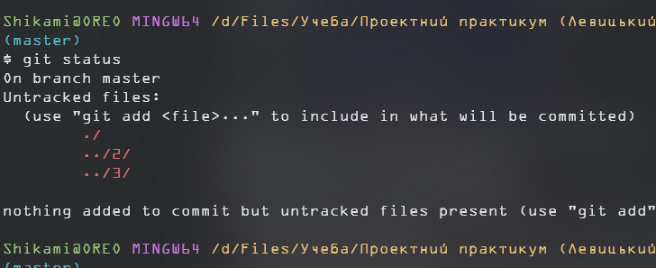 Shikami@OREO MINGW64 /d/Files/Учеба/Проектний практикум (Левицький
(master)
$ git status
On branch master
Untracked files:
(use "git add <file>..." to include in what will be committed)
./
../2/
../3/
nothing added to commit but untracked files present (use "git add"
Shikami@OREO MINGW64 /d/Files/Учеба/Проектний практикум (Левицький
(master)